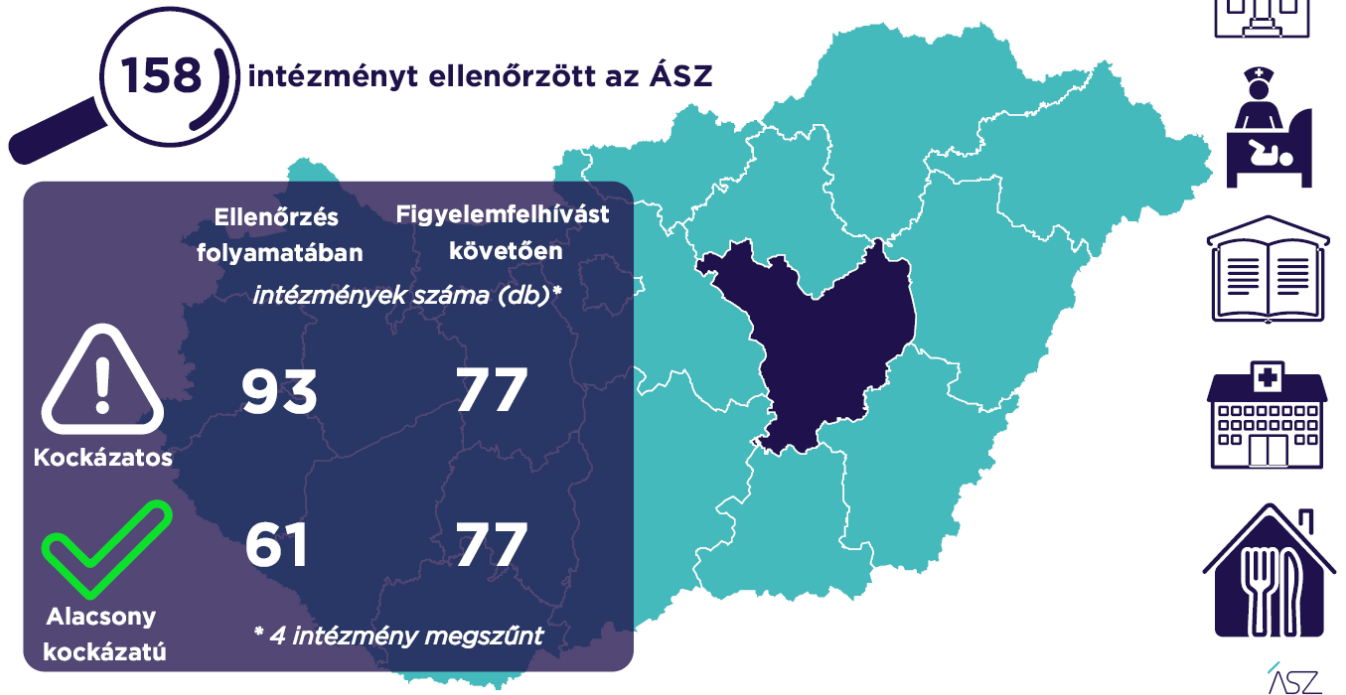 158 intézményt ellenőrzött az ÁSZ
Ellenőrzés
folyamatában
Figyelemfelhívást
követően
intézmények száma (db)*
93
77
Kockázatos
61
77
Alacsony
kockázatú
* 4 intézmény megszűnt
ÁSZ